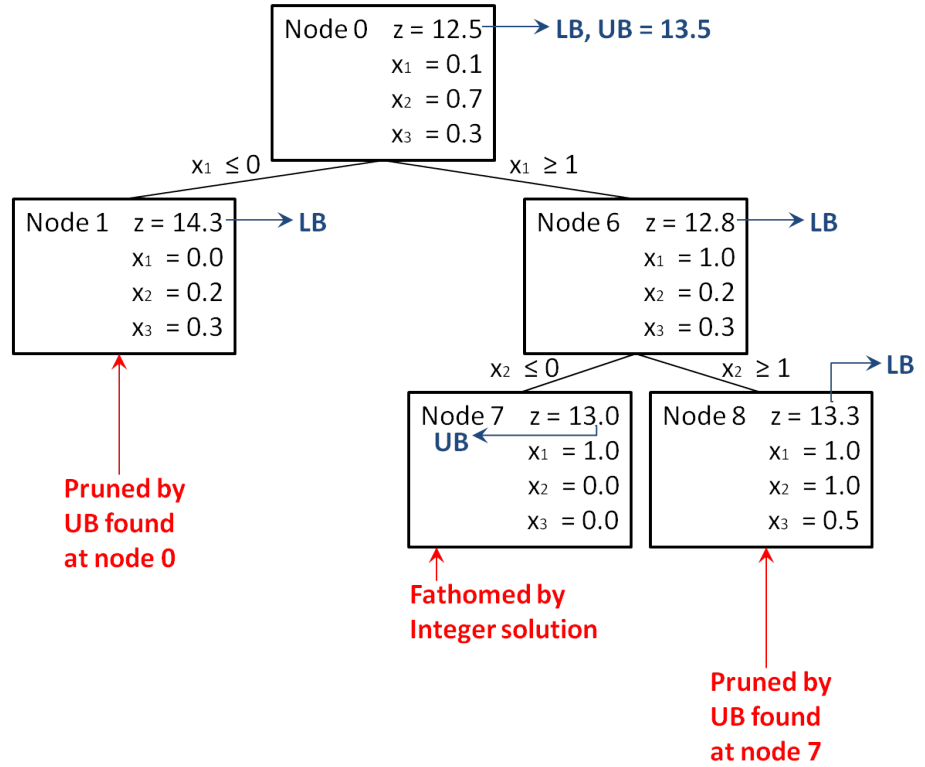 Node 0 z = 12.5 LB, UB = 13.5
x1 = 0.1
x2 = 0.7
x3 = 0.3
x1 ≤ 0 x1 ≥ 1
Node 1 z = 14.3 LB
x1 = 0.0
x2 = 0.2
x3 = 0.3
Node 6 z = 12.8 LB
x1 = 1.0
x2 = 0.2
x3 = 0.3
x2 ≤ 0 x2 ≥ 1
LB
Node 7 z = 13.0
UB
x1 = 1.0
x2 = 0.0
x3 = 0.0
Node 8 z = 13.3
x1 = 1.0
x2 = 1.0
x3 = 0.5
Pruned by
UB found
at node 0
Fathomed by
Integer solution
Pruned by
UB found
at node 7